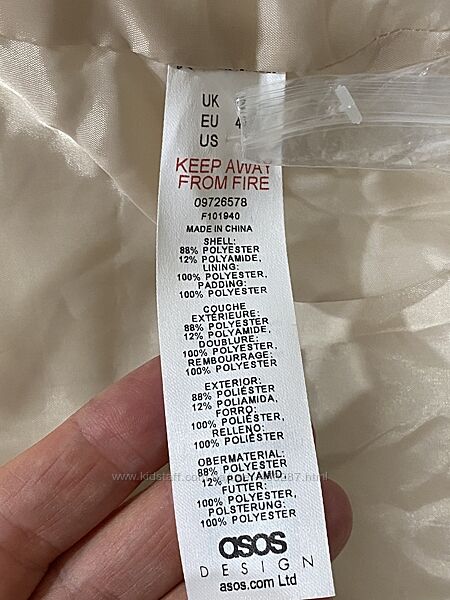 UK
EU 4
US
KEEP AWAY
FROM FIRE
09726578
F101940
MADE IN CHINA
SHELL:
88% POLYESTER
12% POLYAMIDE,
LINING:
100% POLYESTER,
PADDING:
100% POLYESTER
COUCHE
EXTÉRIEURE:
88% POLYESTER
12% POLYAMIDE,
DOUBLURE:
100% POLYESTER,
REMBOURRAGE:
100% POLYESTER
EXTERIOR:
88% POLIÉSTER
12% POLIAMIDA,
FORRO:
100% POLIÉSTER,
RELLENO:
100% POLIÉSTER
OBERMATERIAL:
88% POLYESTER
12% POLYAMID,
FUTTER:
100% POLYESTER,
POLSTERUNG:
100% POLYESTER
asos
DESIGN
asos.com Ltd